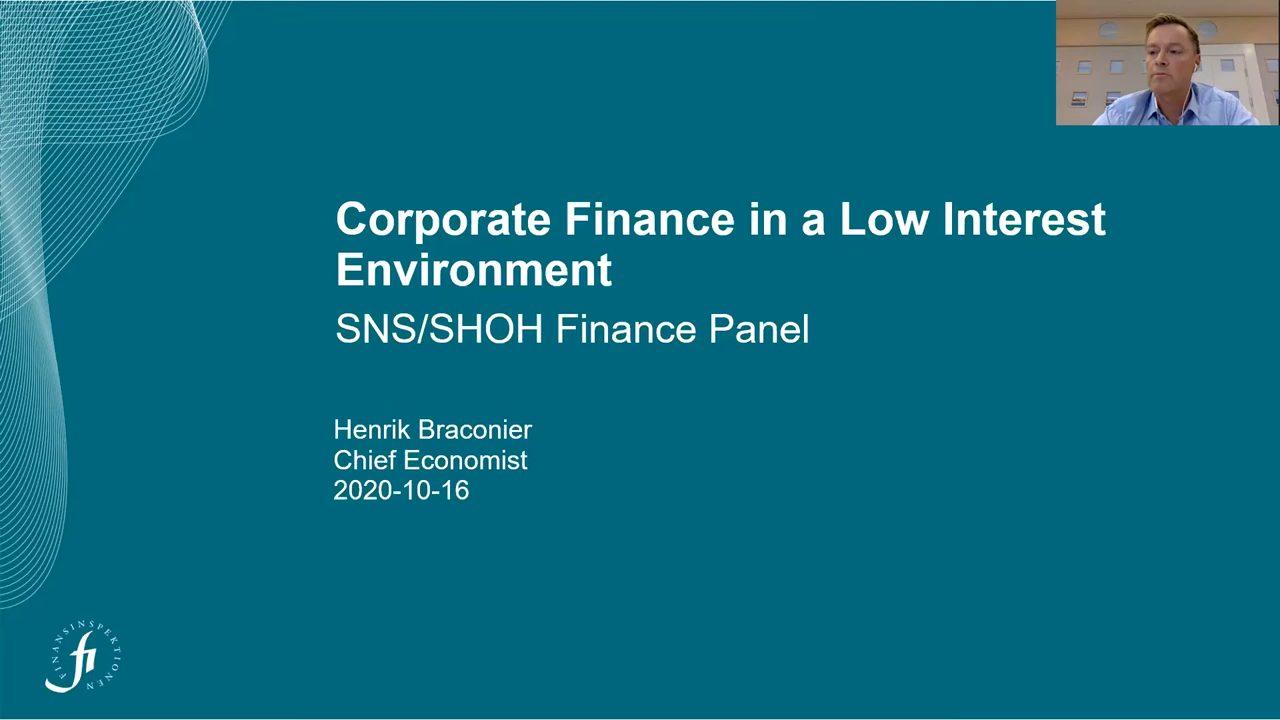 Corporate Finance in a Low Interest
Environment
SNS/SHOH Finance Panel
Henrik Braconier
Chief Economist
2020-10-16
FINANSINSPEKTIONEN
fi